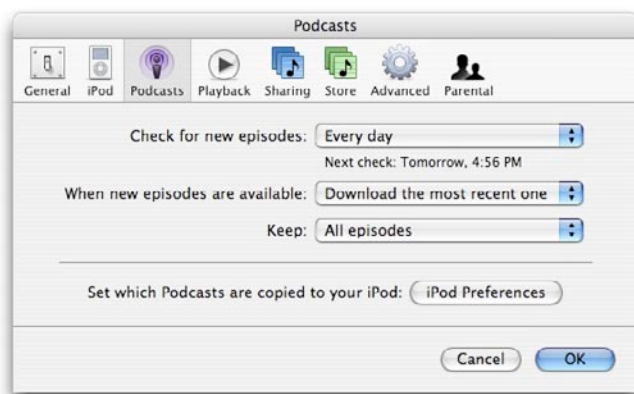 Podcasts
General iPod Podcasts Playback Sharing Store Advanced Parental
Check for new episodes: Every day
Next check: Tomorrow, 4:56 PM
When new episodes are available: Download the most recent one
Keep: All episodes
Set which Podcasts are copied to your iPod: iPod Preferences
Cancel OK